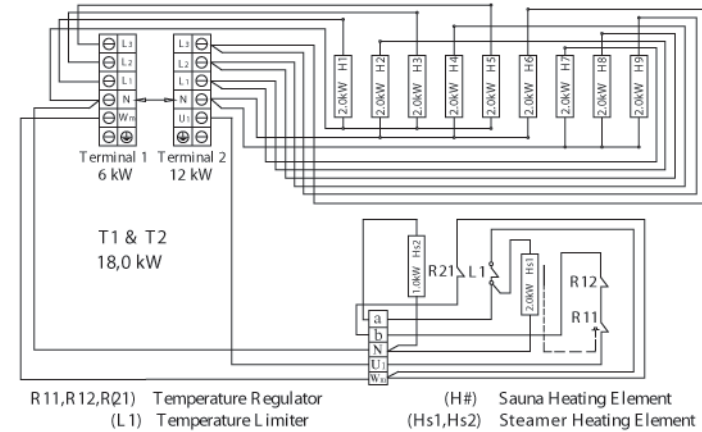 L3
L2
L1
N
Wm
L3
L2
L1
N
U1
Terminal 1
6 kW
Terminal 2
12 kW
2.0kW H1
2.0kW H2
2.0kW H3
2.0kW H4
2.0kW H5
2.0kW H6
2.0kW H7
2.0kW H8
2.0kW H9
T1 & T2
18,0 kW
1.0kW Hs2
R21
L1
2.0kW Hs1
R12
R11
a
b
N
U1
Wm
R11,R12,R(21) Temperature Regulator
(L1) Temperature Limiter
(H#) Sauna Heating Element
(Hs1,Hs2) Steamer Heating Element